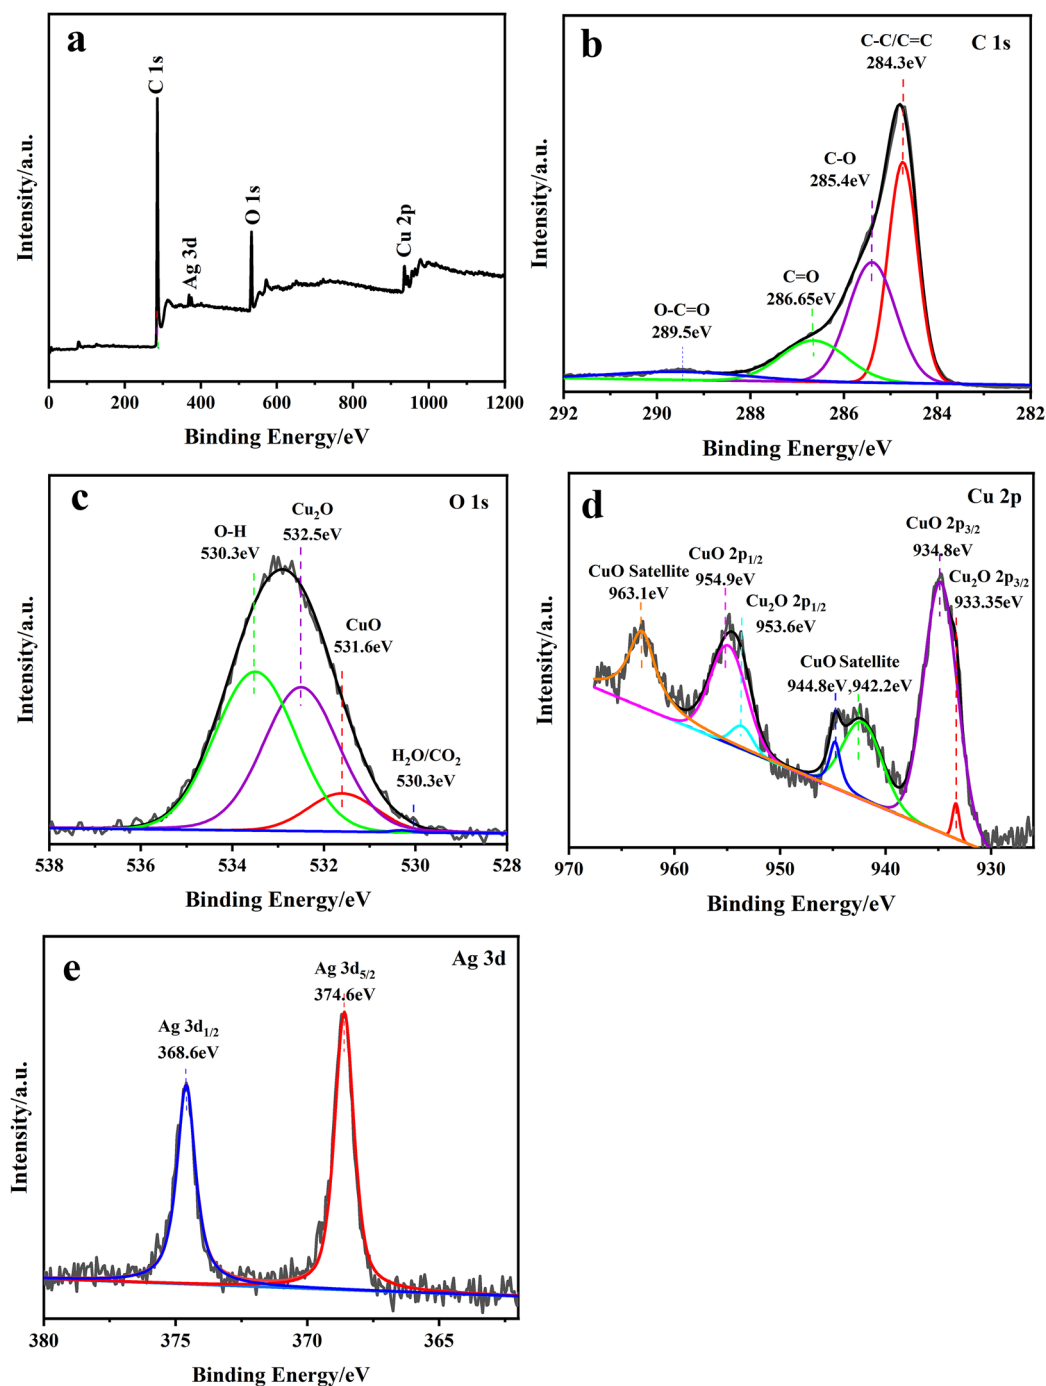 a
C 1s
Ag 3d
O 1s
Cu 2p
Intensity/a.u.
0 200 400 600 800 1000 1200
Binding Energy/eV
b
C 1s
C-C/C=C
284.3eV
C-O
285.4eV
C=O
286.65eV
O-C=O
289.5eV
Intensity/a.u.
292 290 288 286 284 282
Binding Energy/eV
c
O 1s
Cu₂O
532.5eV
O-H
530.3eV
CuO
531.6eV
H₂O/CO₂
530.3eV
Intensity/a.u.
538 536 534 532 530 528
Binding Energy/eV
d
Cu 2p
CuO 2p₃/₂
934.8eV
Cu₂O 2p₃/₂
933.35eV
CuO 2p₁/₂
954.9eV
CuO Satellite
963.1eV
Cu₂O 2p₁/₂
953.6eV
CuO Satellite
944.8eV,942.2eV
Intensity/a.u.
970 960 950 940 930
Binding Energy/eV
e
Ag 3d
Ag 3d₅/₂
374.6eV
Ag 3d₁/₂
368.6eV
Intensity/a.u.
380 375 370 365
Binding Energy/eV